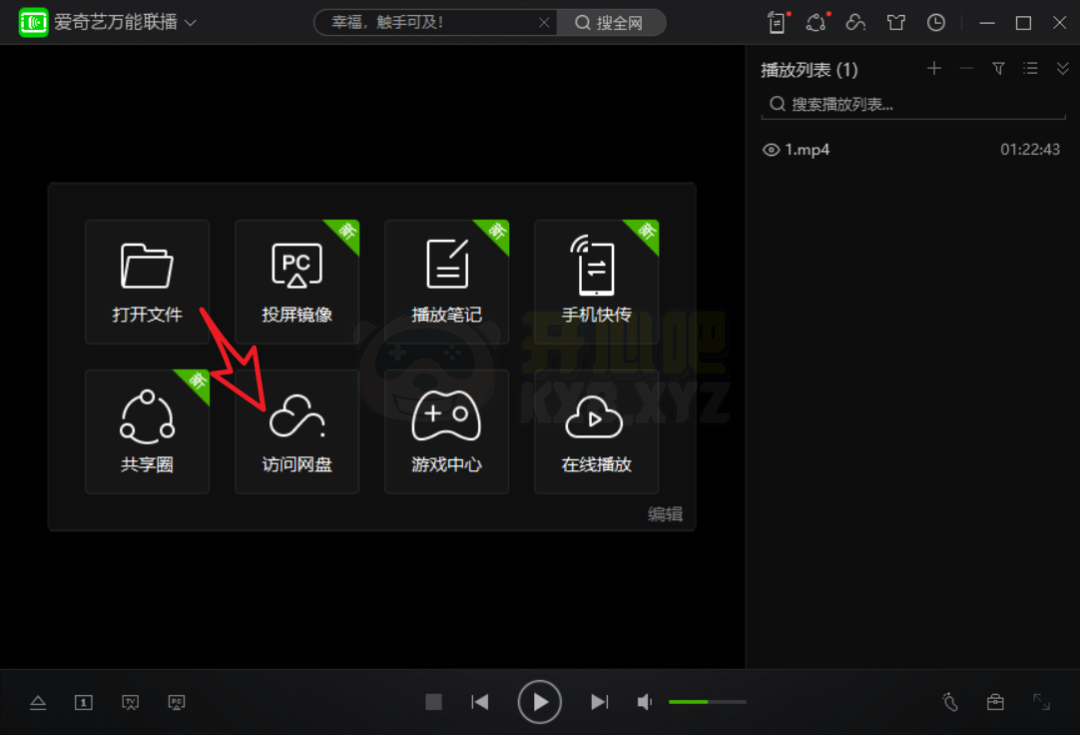 爱奇艺万能联播
幸福，触手可及！
搜全网
播放列表 (1)
搜索播放列表...
1.mp4
01:22:43
打开文件
新
PC
投屏镜像
新
播放笔记
新
手机快传
新
共享圈
访问网盘
游戏中心
在线播放
编辑
开心吧
KXB.XYZ
1
TV
PC